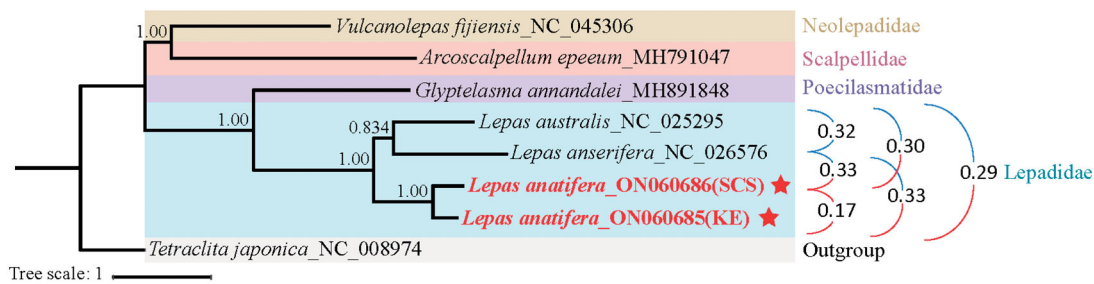 1.00
Vulcanolepas fijiensis_NC_045306
Neolepadidae
Arcoscalpellum epeeum_MH791047
Scalpellidae
Glyptelasma annandalei_MH891848
Poecilasmatidae
1.00
0.834
Lepas australis_NC_025295
0.32
0.30
Lepas anserifera_NC_026576
1.00
0.33
0.29
Lepadidae
1.00
Lepas anatifera_ON060686(SCS)
0.33
Lepas anatifera_ON060685(KE)
0.17
Tetraclita japonica_NC_008974
Outgroup
Tree scale: 1